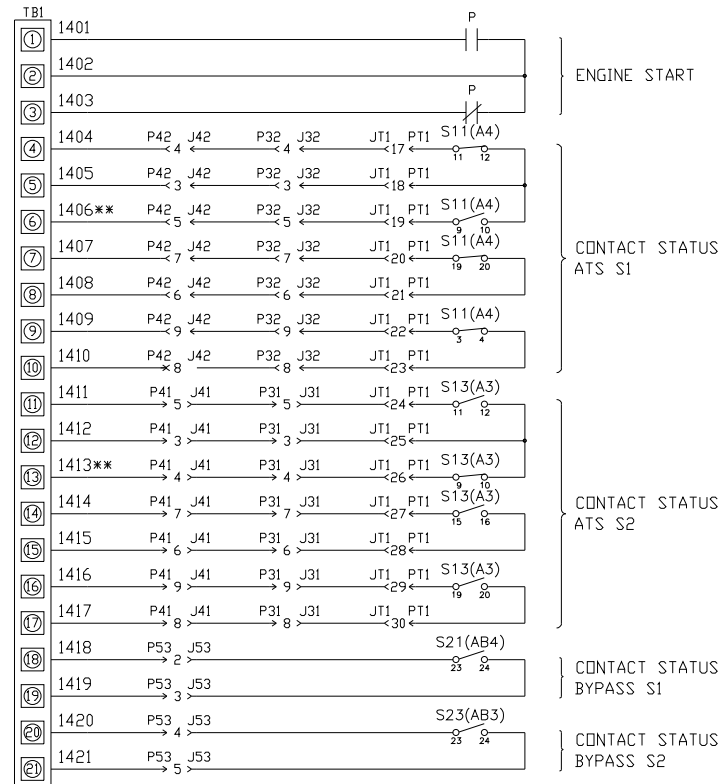 TB1
1 1401 P
2 1402 ENGINE START
3 1403 P
4 1404 P42 4 J42 P32 4 J32 JT1 17 PT1 S11(A4) 11 12
5 1405 P42 3 J42 P32 3 J32 JT1 18 PT1
6 1406** P42 5 J42 P32 5 J32 JT1 19 PT1 S11(A4) 9 10
7 1407 P42 7 J42 P32 7 J32 JT1 20 PT1 S11(A4) 19 20
CONTACT STATUS
ATS S1
8 1408 P42 6 J42 P32 6 J32 JT1 21 PT1
9 1409 P42 9 J42 P32 9 J32 JT1 22 PT1 S11(A4) 3 4
10 1410 P42 8 J42 P32 8 J32 JT1 23 PT1
11 1411 P41 5 J41 P31 5 J31 JT1 24 PT1 S13(A3) 11 12
12 1412 P41 3 J41 P31 3 J31 JT1 25 PT1
13 1413** P41 4 J41 P31 4 J31 JT1 26 PT1 S13(A3) 9 10
14 1414 P41 7 J41 P31 7 J31 JT1 27 PT1 S13(A3) 15 16
CONTACT STATUS
ATS S2
15 1415 P41 6 J41 P31 6 J31 JT1 28 PT1
16 1416 P41 9 J41 P31 9 J31 JT1 29 PT1 S13(A3) 19 20
17 1417 P41 8 J41 P31 8 J31 JT1 30 PT1
18 1418 P53 2 J53 S21(AB4) 23 24
CONTACT STATUS
BYPASS S1
19 1419 P53 3 J53
20 1420 P53 4 J53 S23(AB3) 23 24
CONTACT STATUS
BYPASS S2
21 1421 P53 5 J53